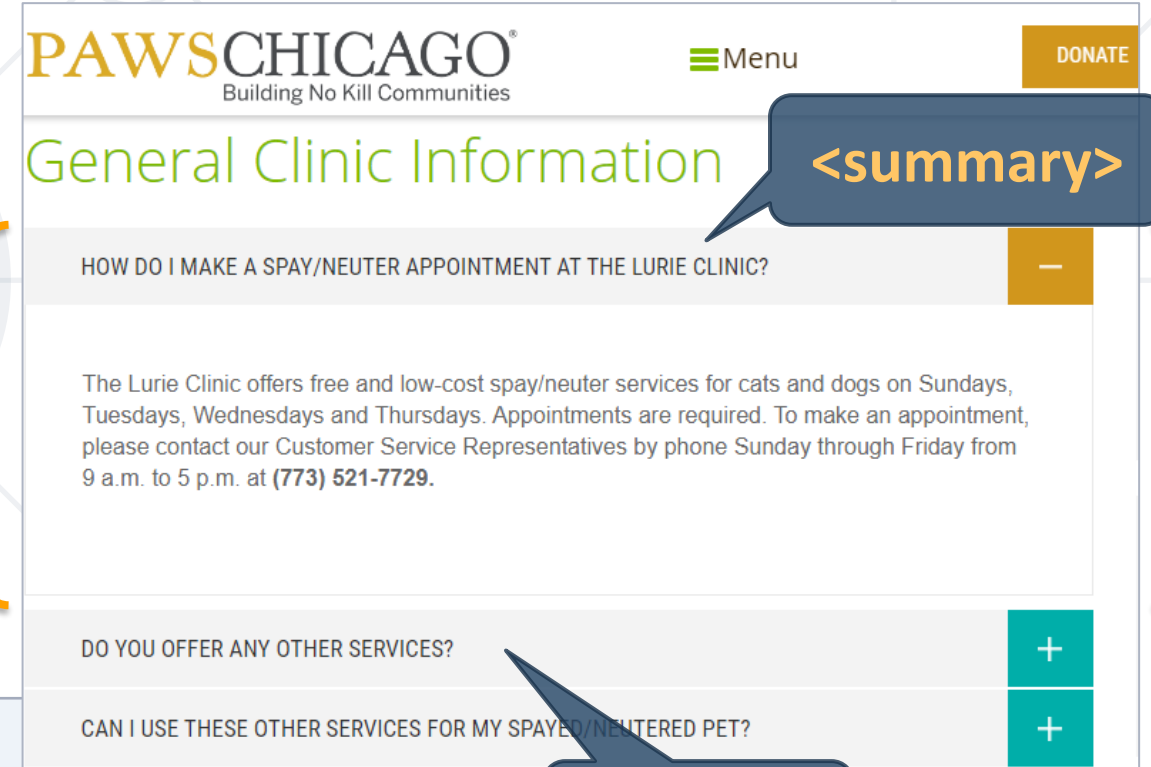 PAWSCHICAGO®
Building No Kill Communities
Menu
DONATE
General Clinic Information
<summary>
HOW DO I MAKE A SPAY/NEUTER APPOINTMENT AT THE LURIE CLINIC?
The Lurie Clinic offers free and low-cost spay/neuter services for cats and dogs on Sundays,
Tuesdays, Wednesdays and Thursdays. Appointments are required. To make an appointment,
please contact our Customer Service Representatives by phone Sunday through Friday from
9 a.m. to 5 p.m. at (773) 521-7729.
DO YOU OFFER ANY OTHER SERVICES?
CAN I USE THESE OTHER SERVICES FOR MY SPAYED/NEUTERED PET?